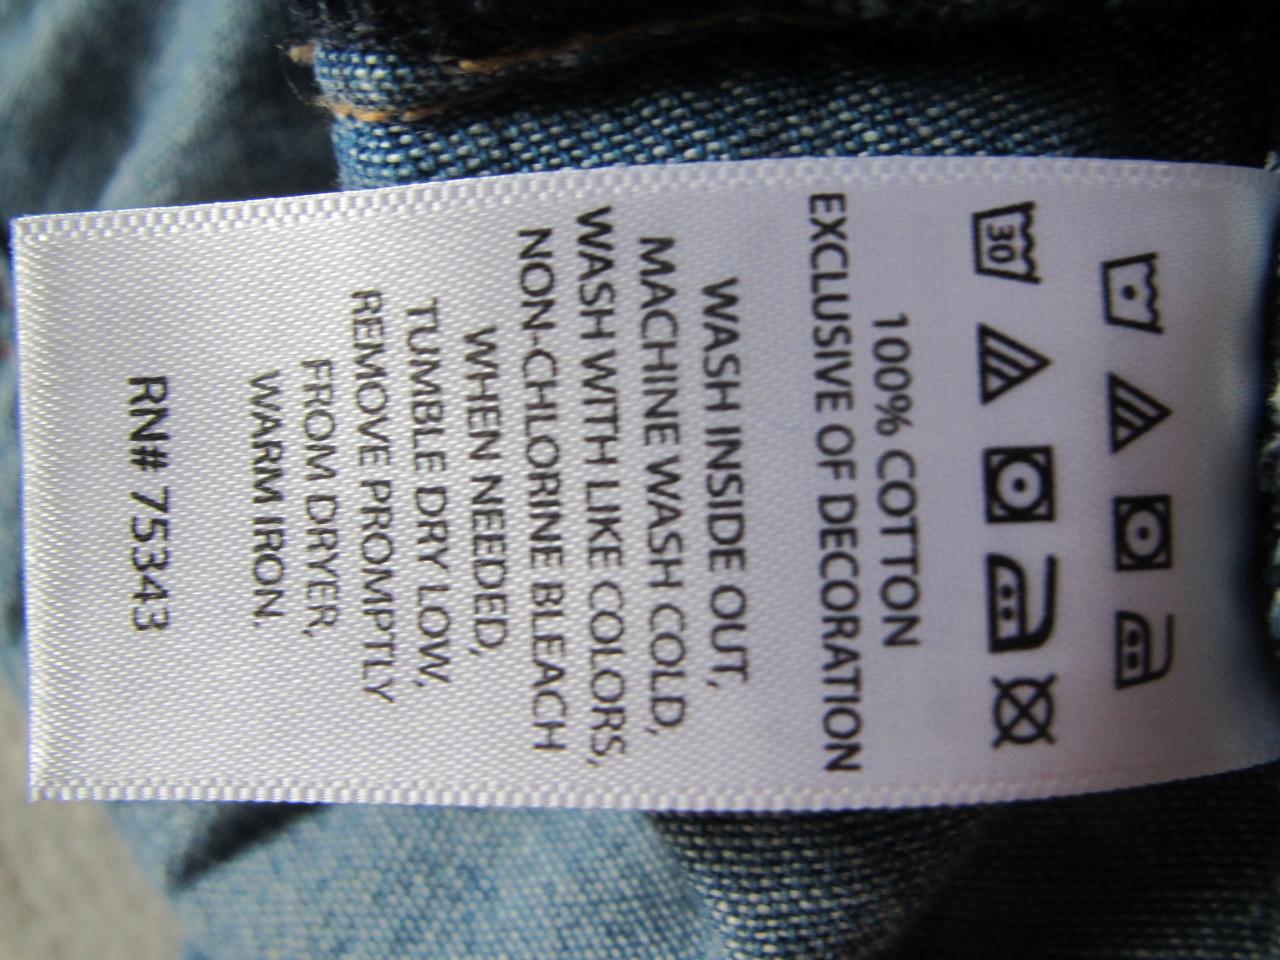 30
100% COTTON
EXCLUSIVE OF DECORATION
WASH INSIDE OUT,
MACHINE WASH COLD,
WASH WITH LIKE COLORS,
NON-CHLORINE BLEACH
WHEN NEEDED,
TUMBLE DRY LOW,
REMOVE PROMPTLY
FROM DRYER,
WARM IRON.
RN# 75343